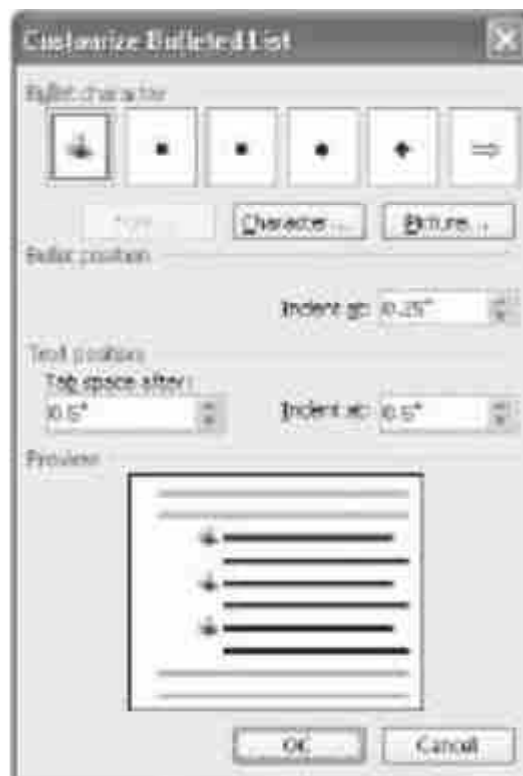 Customize Bulleted List
Bullet character
Font... Character... Picture...
Bullet position
Indent at: 0.25"
Text position
Tab space after:
0.5" Indent at: 0.5"
Preview
OK Cancel